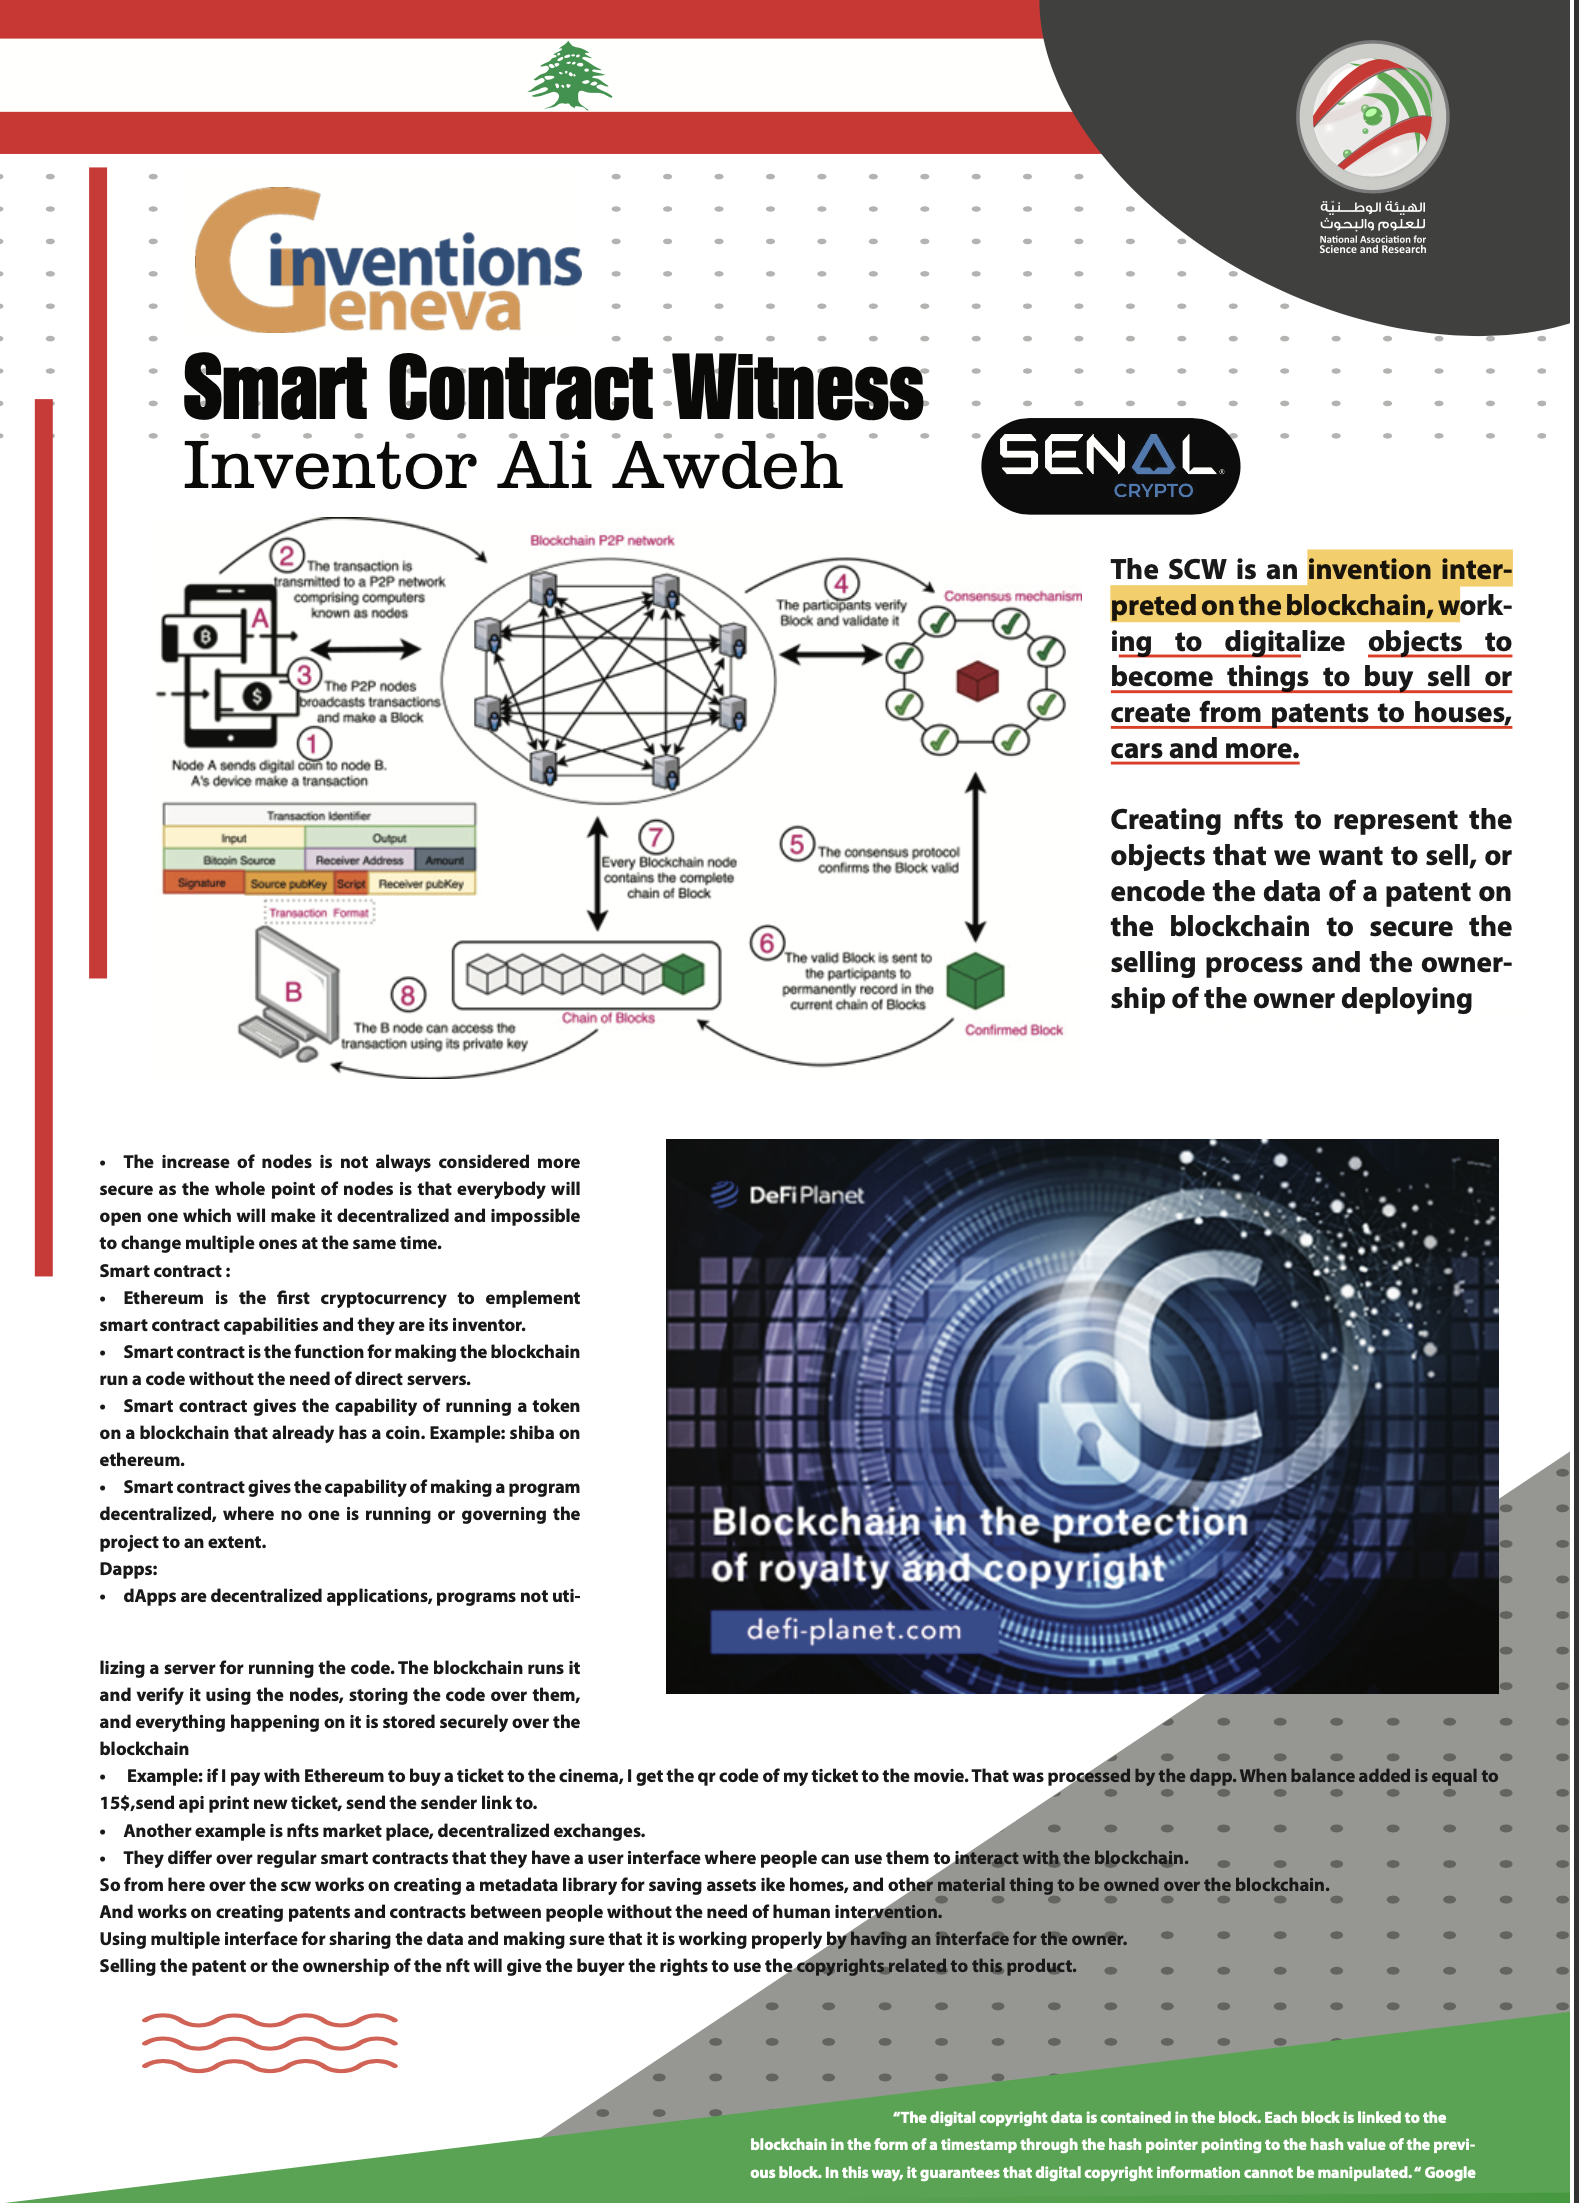 الهيئة الوطـــنيّة
للعلوم والبحوث
National Association for
Science and Research
inventions
Geneva
Smart Contract Witness
Inventor Ali Awdeh
SENAL®
CRYPTO
2
The transaction is
transmitted to a P2P network
comprising computers
known as nodes
A
3
The P2P nodes
broadcasts transactions
and make a Block
1
Node A sends digital coin to node B.
A's device make a transaction
Blockchain P2P network
4
The participants verify
Block and validate it
Consensus mechanism
Transaction Identifier
Input Output
Bitcoin Source Receiver Address Amount
Signature Source pubKey Script Receiver pubKey
Transaction Format
7
Every Blockchain node
contains the complete
chain of Block
5
The consensus protocol
confirms the Block valid
6
The valid Block is sent to
the participants to
permanently record in the
current chain of Blocks
Confirmed Block
Chain of Blocks
B
8
The B node can access the
transaction using its private key
The SCW is an invention inter-
preted on the blockchain, work-
ing to digitalize objects to
become things to buy sell or
create from patents to houses,
cars and more.
Creating nfts to represent the
objects that we want to sell, or
encode the data of a patent on
the blockchain to secure the
selling process and the owner-
ship of the owner deploying
• The increase of nodes is not always considered more
secure as the whole point of nodes is that everybody will
open one which will make it decentralized and impossible
to change multiple ones at the same time.
Smart contract :
• Ethereum is the first cryptocurrency to emplement
smart contract capabilities and they are its inventor.
• Smart contract is the function for making the blockchain
run a code without the need of direct servers.
• Smart contract gives the capability of running a token
on a blockchain that already has a coin. Example: shiba on
ethereum.
• Smart contract gives the capability of making a program
decentralized, where no one is running or governing the
project to an extent.
Dapps:
• dApps are decentralized applications, programs not uti-
lizing a server for running the code. The blockchain runs it
and verify it using the nodes, storing the code over them,
and everything happening on it is stored securely over the
blockchain
DeFi Planet
Blockchain in the protection
of royalty and copyright
defi-planet.com
• Example: if I pay with Ethereum to buy a ticket to the cinema, I get the qr code of my ticket to the movie. That was processed by the dapp. When balance added is equal to
15$,send api print new ticket, send the sender link to.
• Another example is nfts market place, decentralized exchanges.
• They differ over regular smart contracts that they have a user interface where people can use them to interact with the blockchain.
So from here over the scw works on creating a metadata library for saving assets ike homes, and other material thing to be owned over the blockchain.
And works on creating patents and contracts between people without the need of human intervention.
Using multiple interface for sharing the data and making sure that it is working properly by having an interface for the owner.
Selling the patent or the ownership of the nft will give the buyer the rights to use the copyrights related to this product.
“The digital copyright data is contained in the block. Each block is linked to the
blockchain in the form of a timestamp through the hash pointer pointing to the hash value of the previ-
ous block. In this way, it guarantees that digital copyright information cannot be manipulated. “ Google